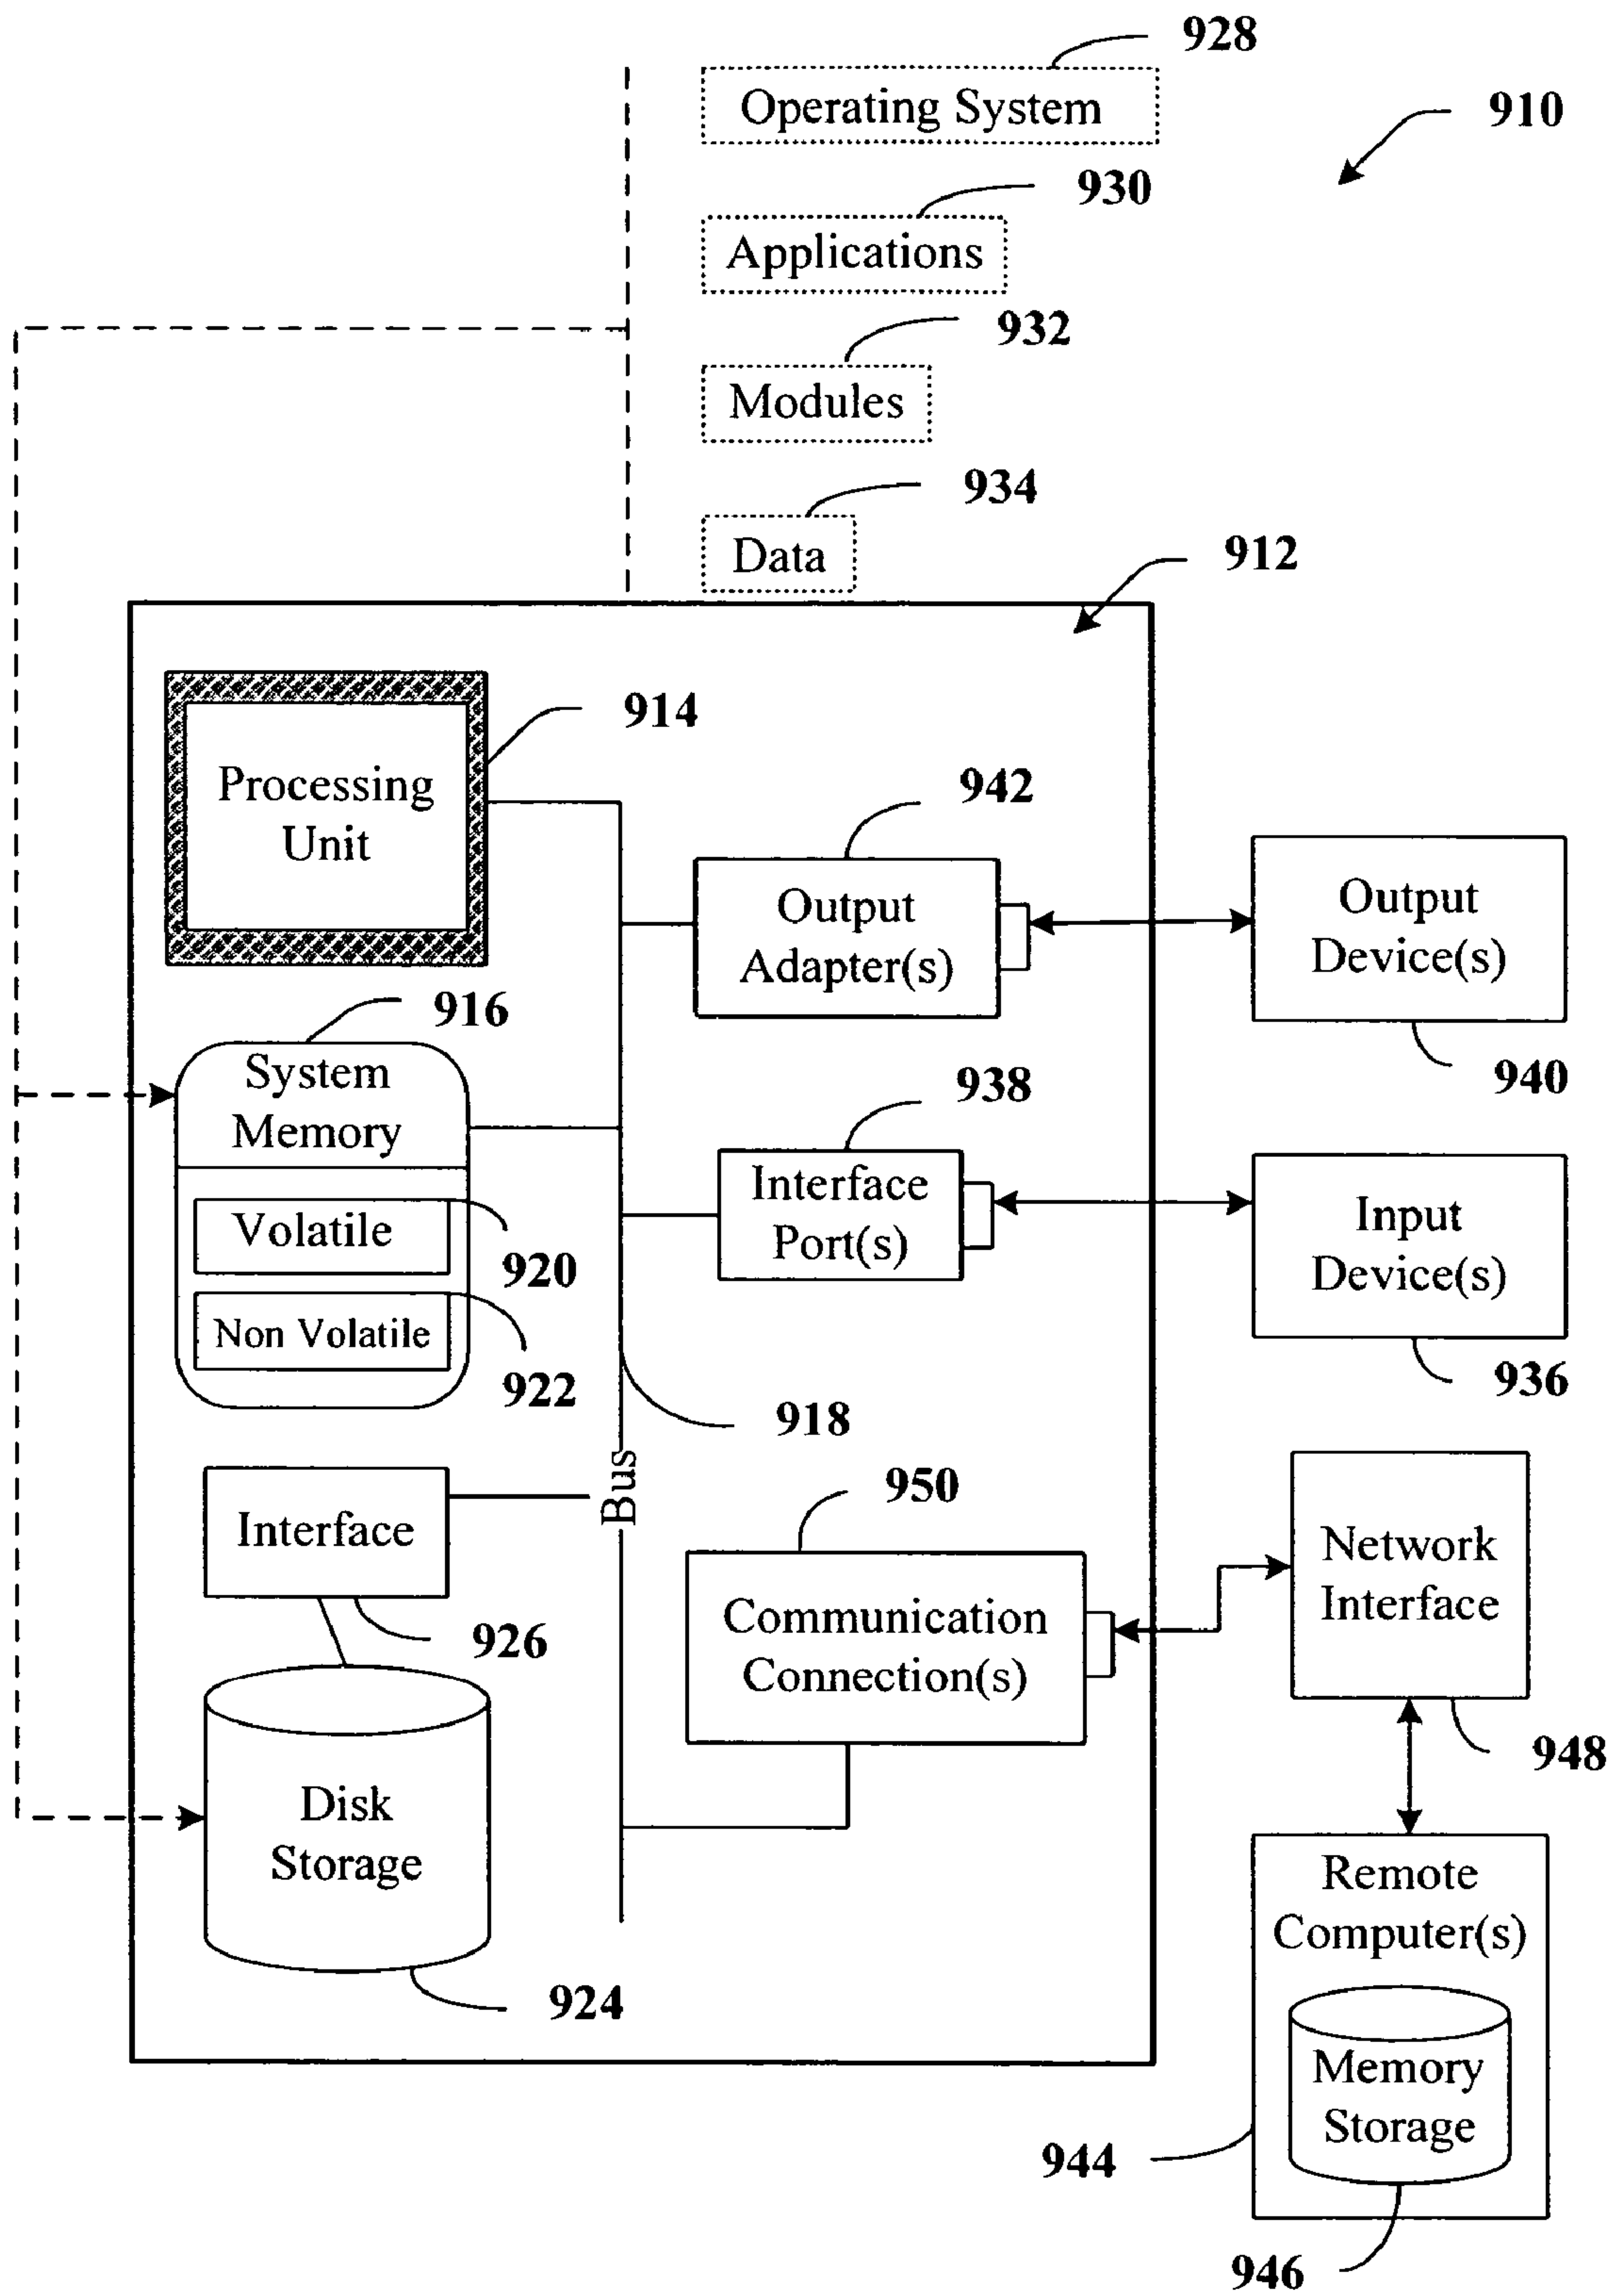 928
Operating System
910
930
Applications
932
Modules
934
Data
912
914
Processing
Unit
942
Output
Adapter(s)
Output
Device(s)
940
916
System
Memory
938
Interface
Port(s)
Input
Device(s)
936
Volatile
920
Non Volatile
922
918
Bus
950
Interface
926
Communication
Connection(s)
Network
Interface
948
Disk
Storage
924
Remote
Computer(s)
Memory
Storage
944
946